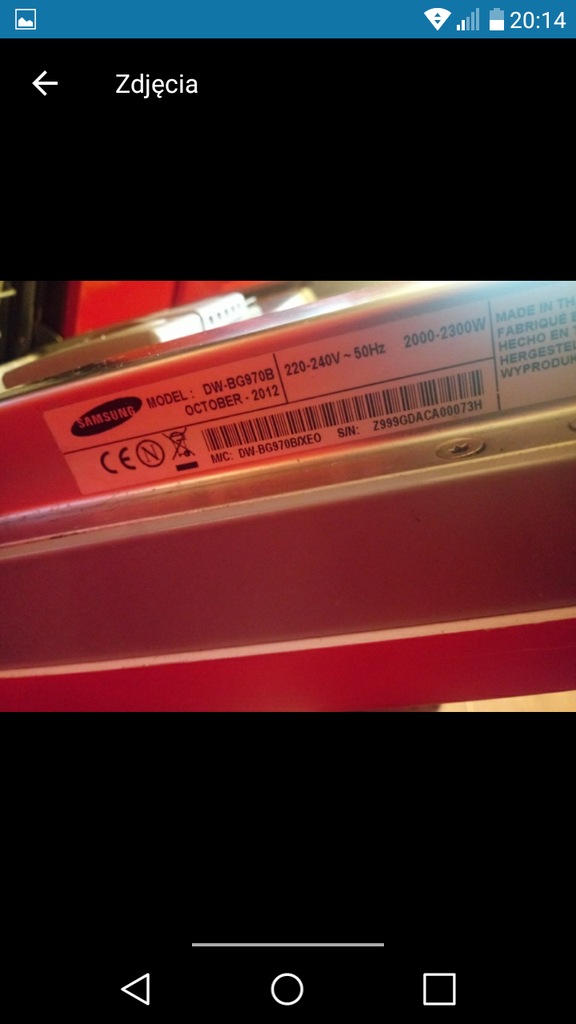 20:14
Zdjęcia
SAMSUNG
MODEL : DW-BG970B
OCTOBER - 2012
220-240V ~ 50Hz 2000-2300W
M/C: DW-BG970B/XEO S/N: Z999GDACA00073H
MADE IN TH
FABRIQUÉ
HECHO EN
HERGESTEL
WYPRODUK